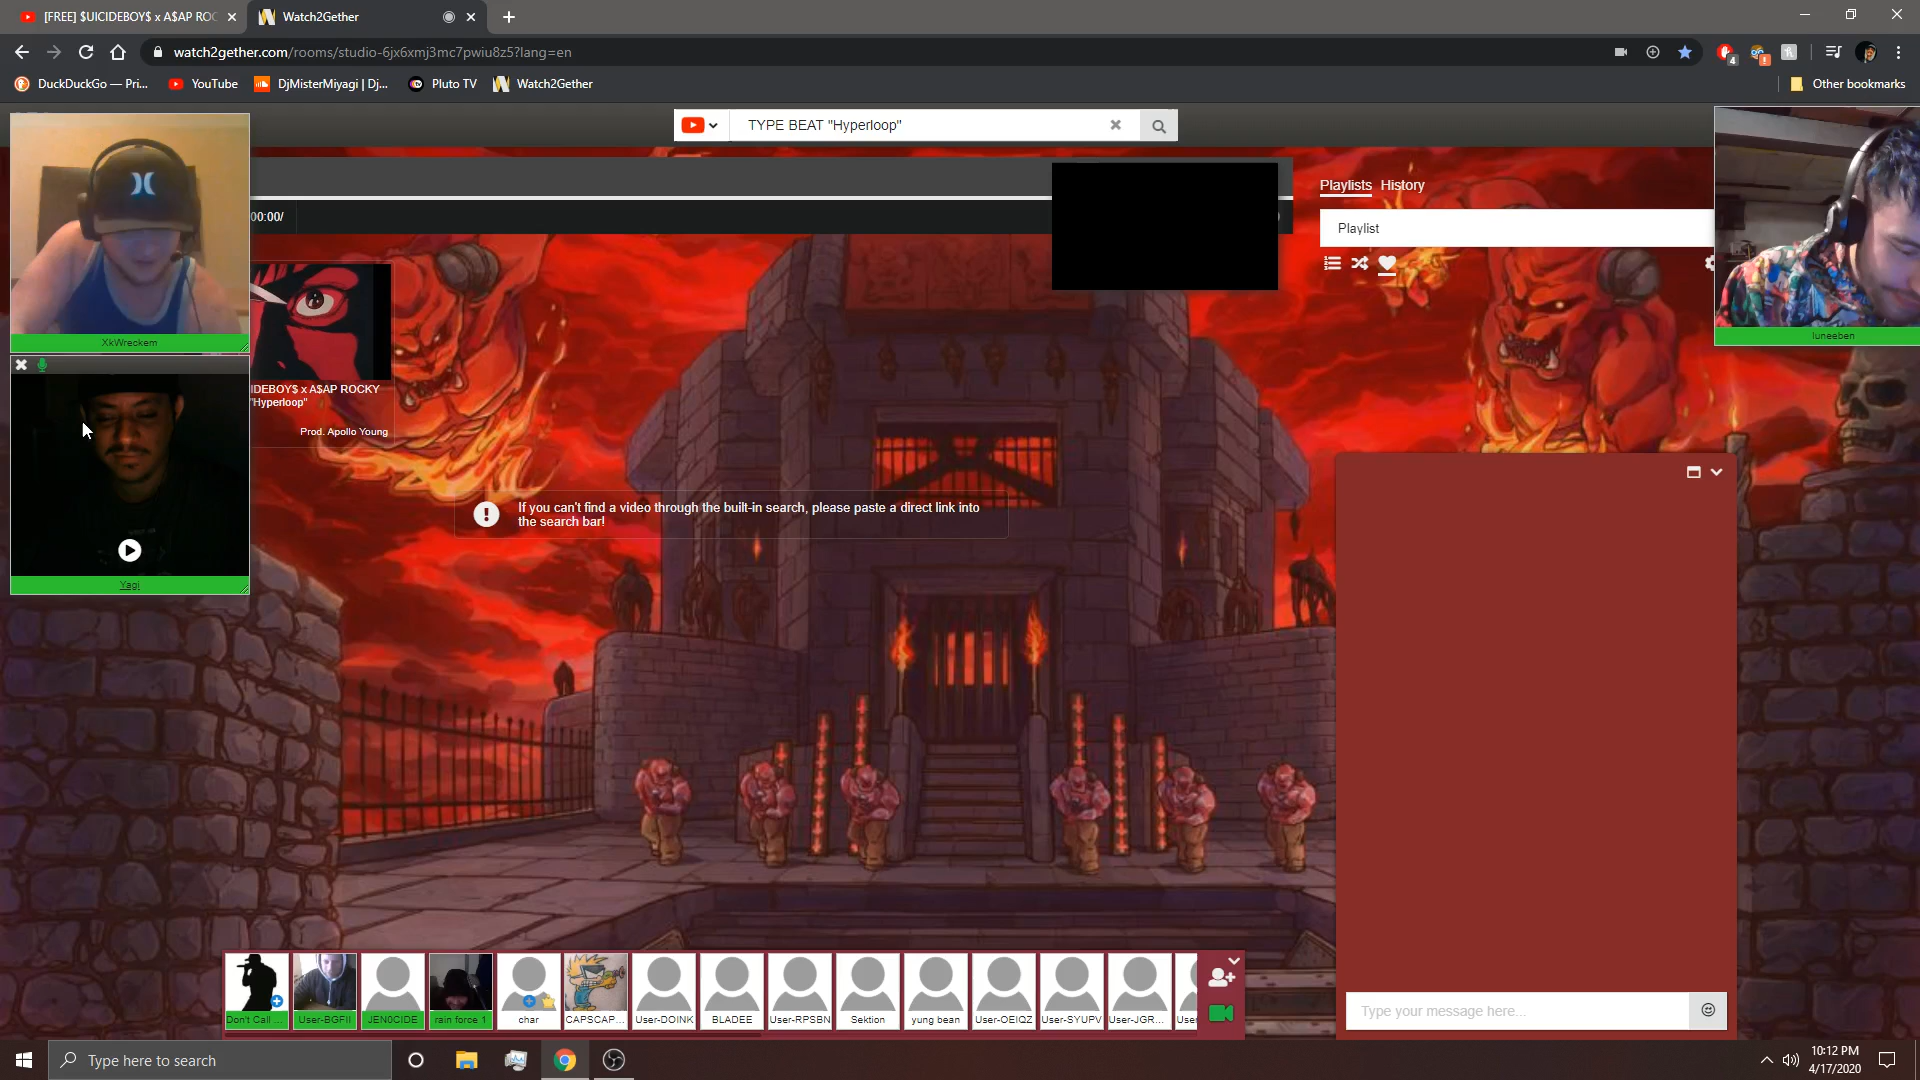 [FREE] $UICIDEBOY$ x A$AP ROC
Watch2Gether
watch2gether.com/rooms/studio-6jx6xmj3mc7pwiu8z5?lang=en
4
DuckDuckGo — Pri...
YouTube
DjMisterMiyagi | Dj...
Pluto TV
Watch2Gether
Other bookmarks
TYPE BEAT "Hyperloop"
00:00/
Playlists
History
Playlist
XkWreckem
luneeben
IDEBOY$ x A$AP ROCKY
"Hyperloop"
Prod. Apollo Young
If you can't find a video through the built-in search, please paste a direct link into
the search bar!
Yagi
Don't Call ...
User-BGFII
JEN0CIDE
rain force 1
char
CAPSCAP...
User-DOINK
BLADEE
User-RPSBN
Sektion
yung bean
User-OEIQZ
User-SYUPV
User-JGR...
User
Type your message here...
Type here to search
10:12 PM
4/17/2020